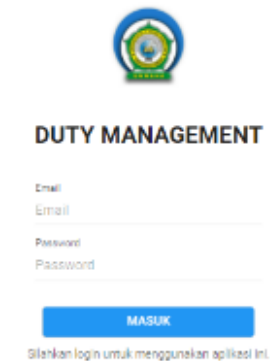 DUTY MANAGEMENT
Email
Email
Password
Password
MASUK
Silahkan login untuk menggunakan aplikasi ini.